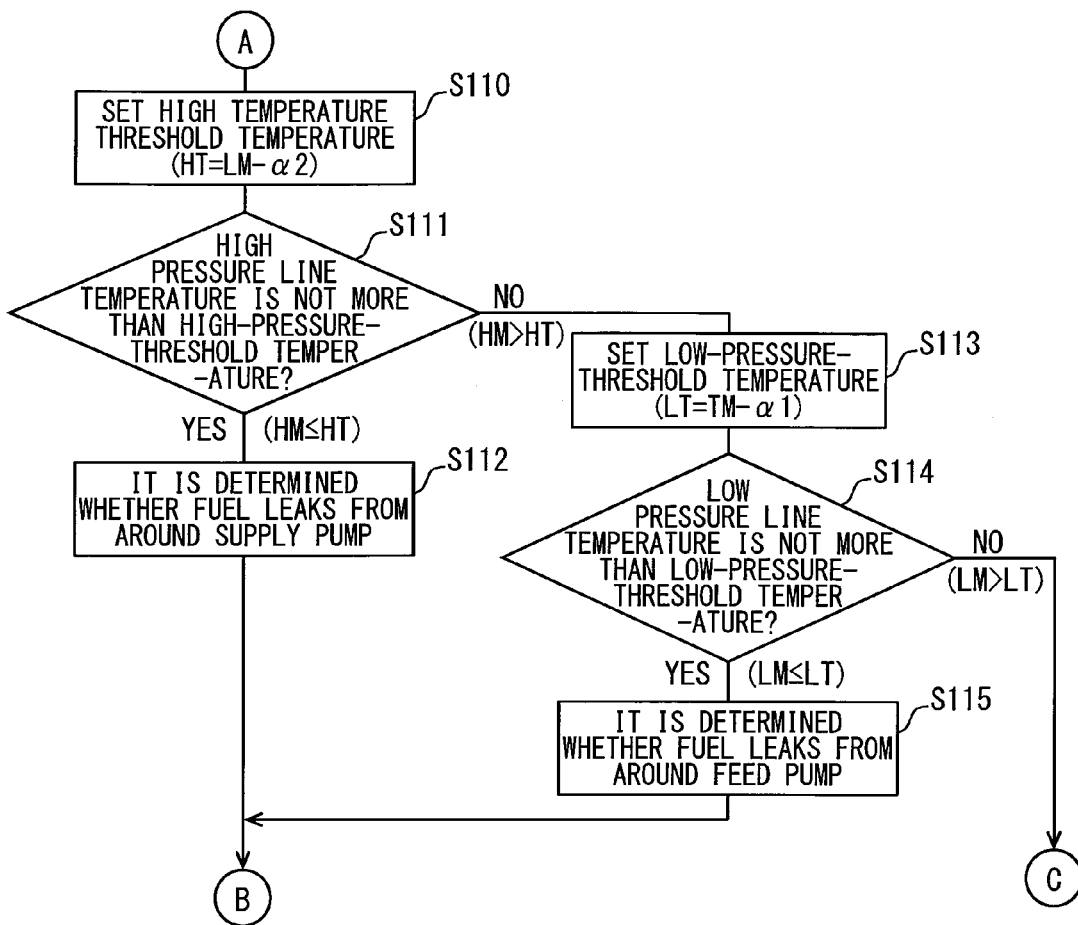 A
S110
SET HIGH TEMPERATURE
THRESHOLD TEMPERATURE
(HT=LM-α2)
S111
HIGH
PRESSURE LINE
TEMPERATURE IS NOT MORE
THAN HIGH-PRESSURE-
THRESHOLD TEMPER
-ATURE?
NO
(HM>HT)
YES (HM≤HT)
S112
IT IS DETERMINED
WHETHER FUEL LEAKS FROM
AROUND SUPPLY PUMP
S113
SET LOW-PRESSURE-
THRESHOLD TEMPERATURE
(LT=TM-α1)
S114
LOW
PRESSURE LINE
TEMPERATURE IS NOT MORE
THAN LOW-PRESSURE-
THRESHOLD TEMPER
-ATURE?
NO
(LM>LT)
YES (LM≤LT)
S115
IT IS DETERMINED
WHETHER FUEL LEAKS FROM
AROUND FEED PUMP
B
C